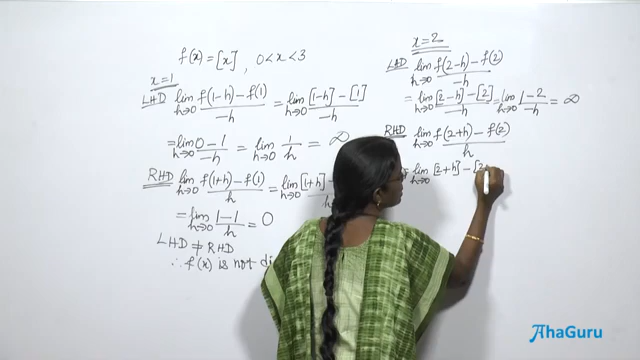 f(x) = [x] , 0 < x < 3
x = 1
LHD lim h→0 f(1-h) - f(1) / -h = lim h→0 [1-h] - [1] / -h
= lim h→0 0 - 1 / -h = lim h→0 1/h = ∞
RHD lim h→0 f(1+h) - f(1) / h = lim h→0 [1+h] -
= lim h→0 1-1 / h = 0
LHD ≠ RHD
∴ f(x) is not di
x = 2
LHD lim h→0 f(2-h) - f(2) / -h
= lim h→0 [2-h] - [2] / -h = lim h→0 1-2 / -h = ∞
RHD lim h→0 f(2+h) - f(2) / h
= lim h→0 [2+h] - [2
AhaGuru